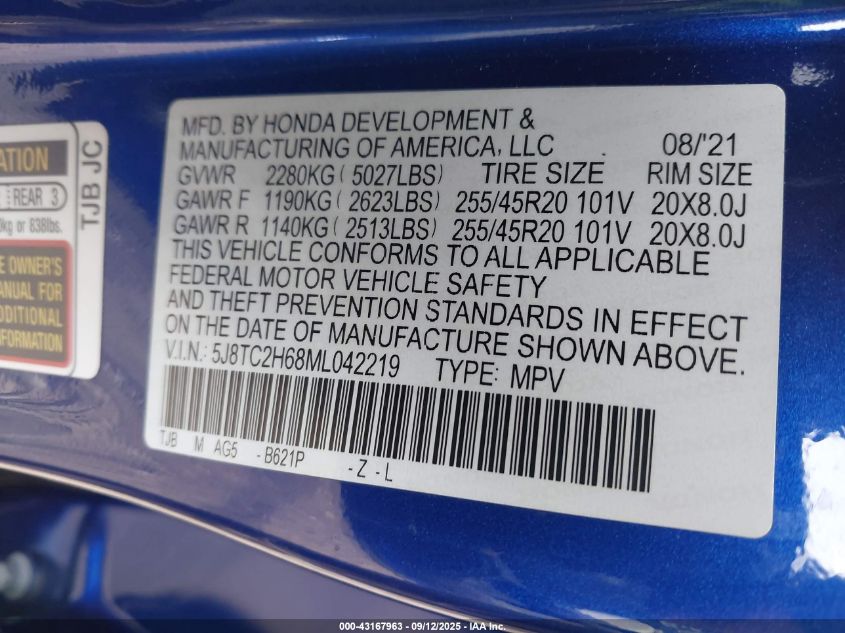 ATION
REAR 3
kg or 838lbs.
TJB JC
E OWNER'S
ANUAL FOR
DDITIONAL
FORMATION
MFD. BY HONDA DEVELOPMENT &
MANUFACTURING OF AMERICA, LLC 08/'21
GVWR 2280KG ( 5027LBS) TIRE SIZE RIM SIZE
GAWR F 1190KG ( 2623LBS) 255/45R20 101V 20X8.0J
GAWR R 1140KG ( 2513LBS) 255/45R20 101V 20X8.0J
THIS VEHICLE CONFORMS TO ALL APPLICABLE
FEDERAL MOTOR VEHICLE SAFETY
AND THEFT PREVENTION STANDARDS IN EFFECT
ON THE DATE OF MANUFACTURE SHOWN ABOVE.
V.I.N.: 5J8TC2H68ML042219 TYPE: MPV
TJB M AG5 - B621P - Z - L
000-43167963 - 09/12/2025 - IAA Inc.